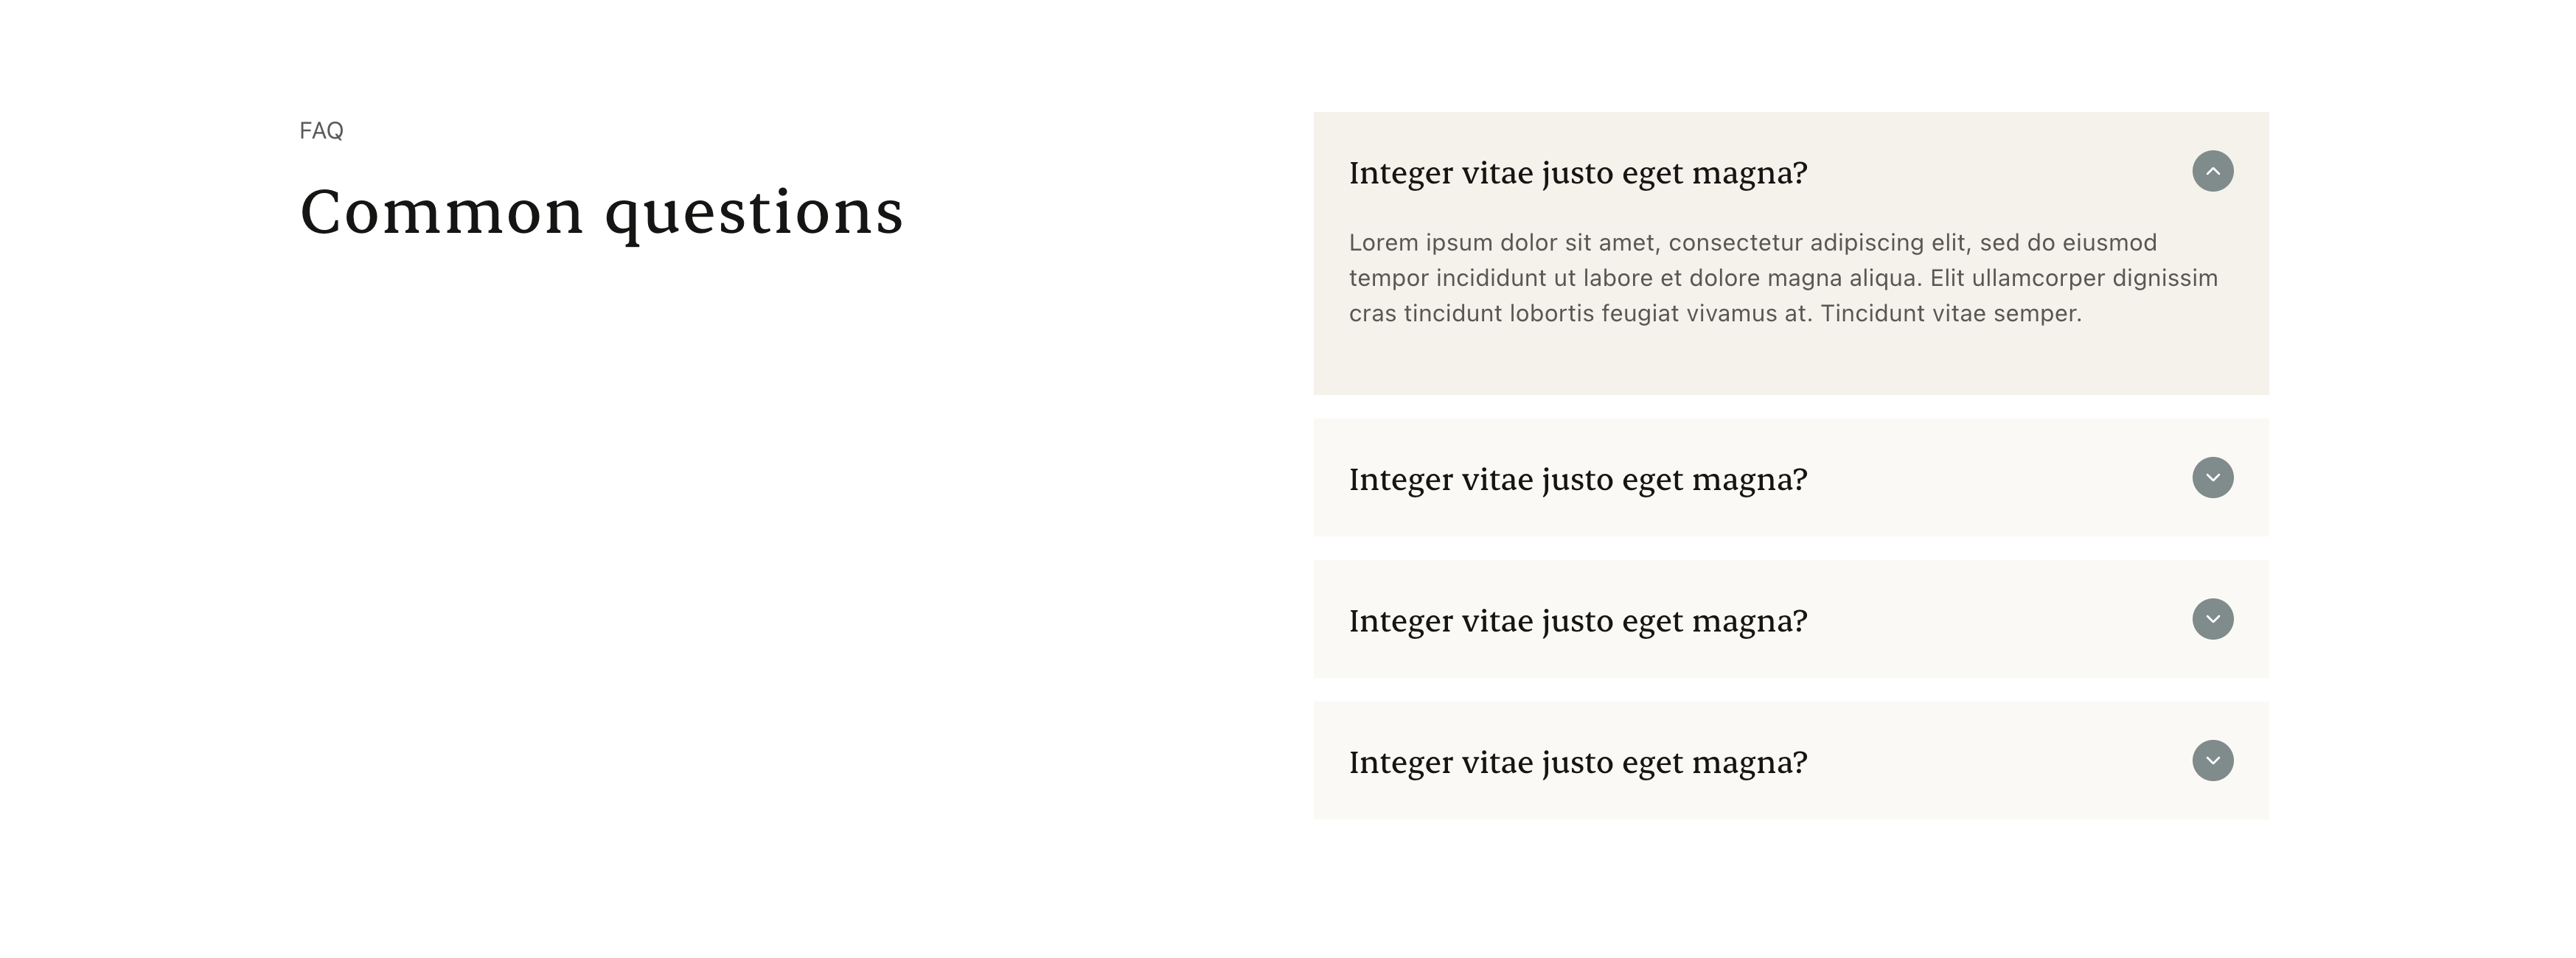 FAQ
Common questions
Integer vitae justo eget magna?
Lorem ipsum dolor sit amet, consectetur adipiscing elit, sed do eiusmod
tempor incididunt ut labore et dolore magna aliqua. Elit ullamcorper dignissim
cras tincidunt lobortis feugiat vivamus at. Tincidunt vitae semper.
Integer vitae justo eget magna?
Integer vitae justo eget magna?
Integer vitae justo eget magna?